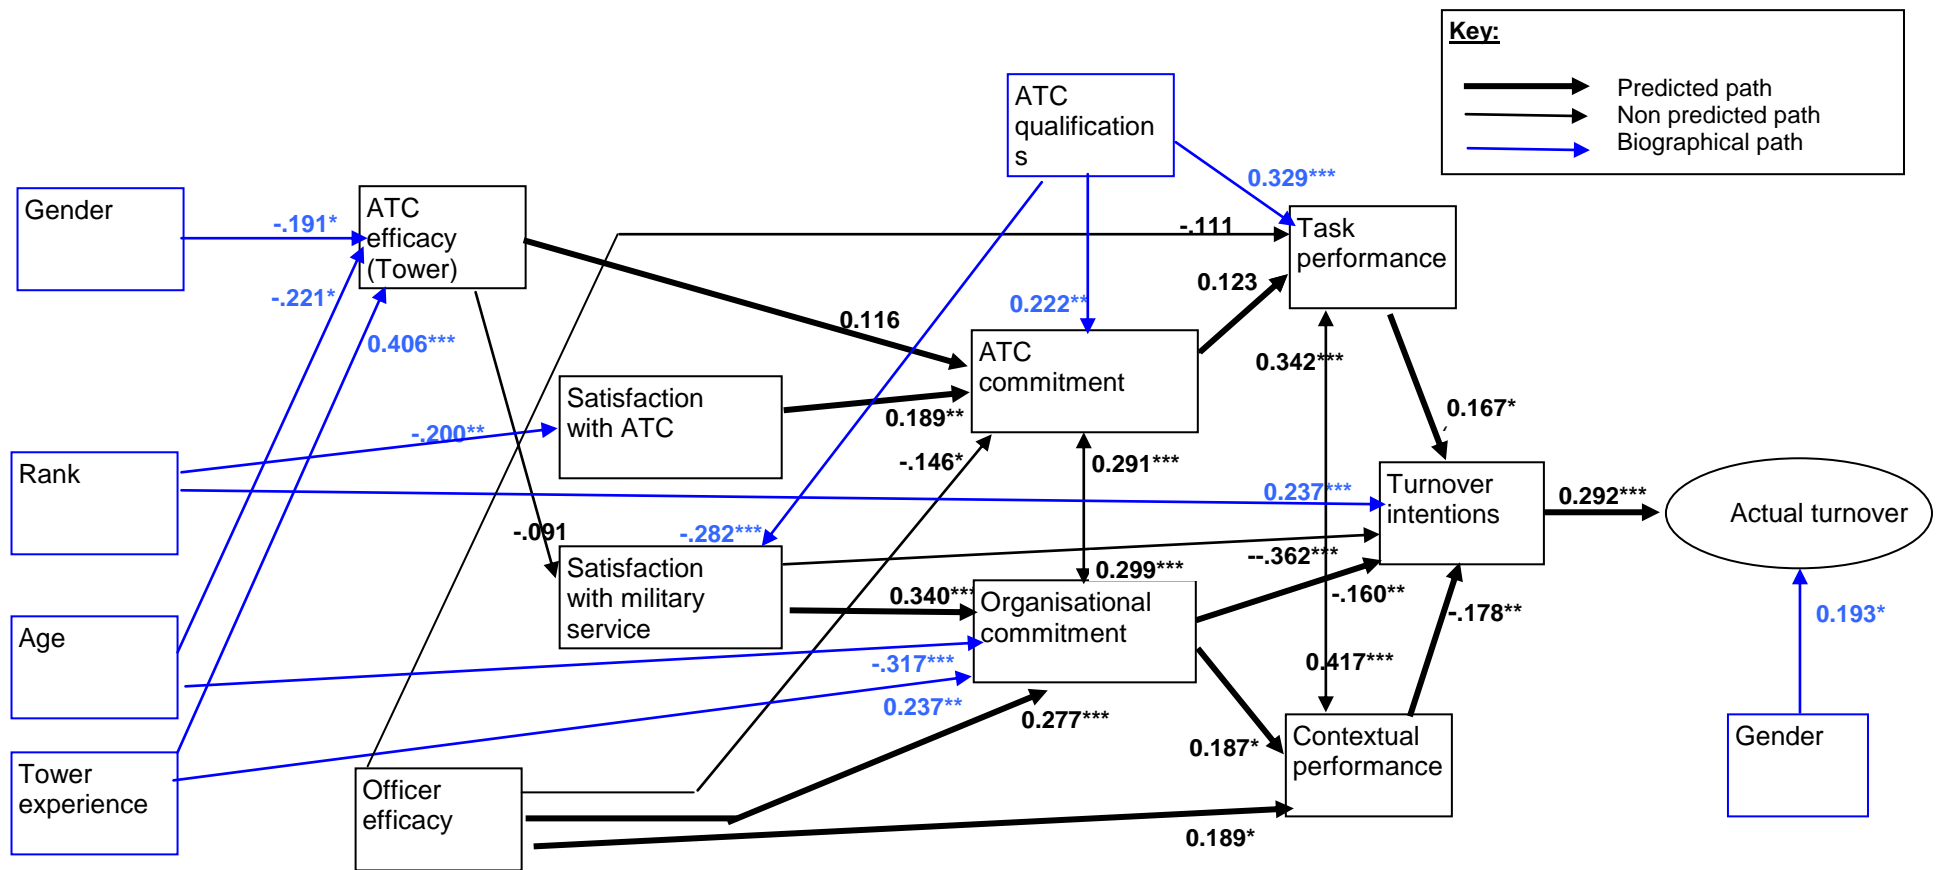 Key:
Predicted path
Non predicted path
Biographical path
ATC
qualification
s
0.329***
Gender
-.191*
ATC
efficacy
(Tower)
-.111
Task
performance
-.221*
0.406***
0.116
0.222**
0.123
ATC
commitment
0.342***
Satisfaction
with ATC
0.189**
0.167*
-.200**
-.146*
0.291***
Rank
0.237***
Turnover
intentions
0.292***
Actual turnover
-.091
-.282***
--.362***
Satisfaction
with military
service
0.299***
0.340***
Organisational
commitment
-.160**
-.178**
0.193*
Age
-.317***
0.417***
0.237**
0.277***
0.187*
Contextual
performance
Gender
Tower
experience
Officer
efficacy
0.189*